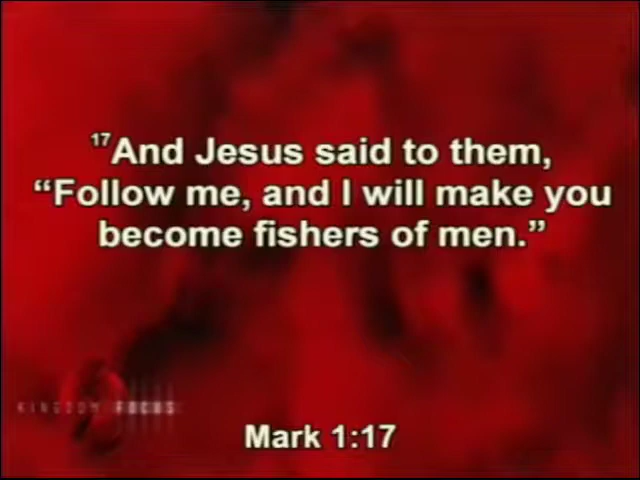 17And Jesus said to them,
“Follow me, and I will make you
become fishers of men.”
KINGDOM FOCUS
Mark 1:17